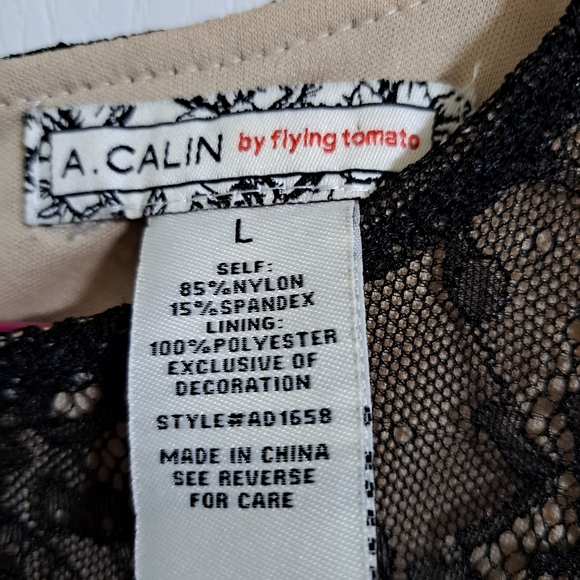 A.CALIN by flying tomato
L
SELF:
85%NYLON
15%SPANDEX
LINING:
100%POLYESTER
EXCLUSIVE OF
DECORATION
STYLE#AD1658
MADE IN CHINA
SEE REVERSE
FOR CARE